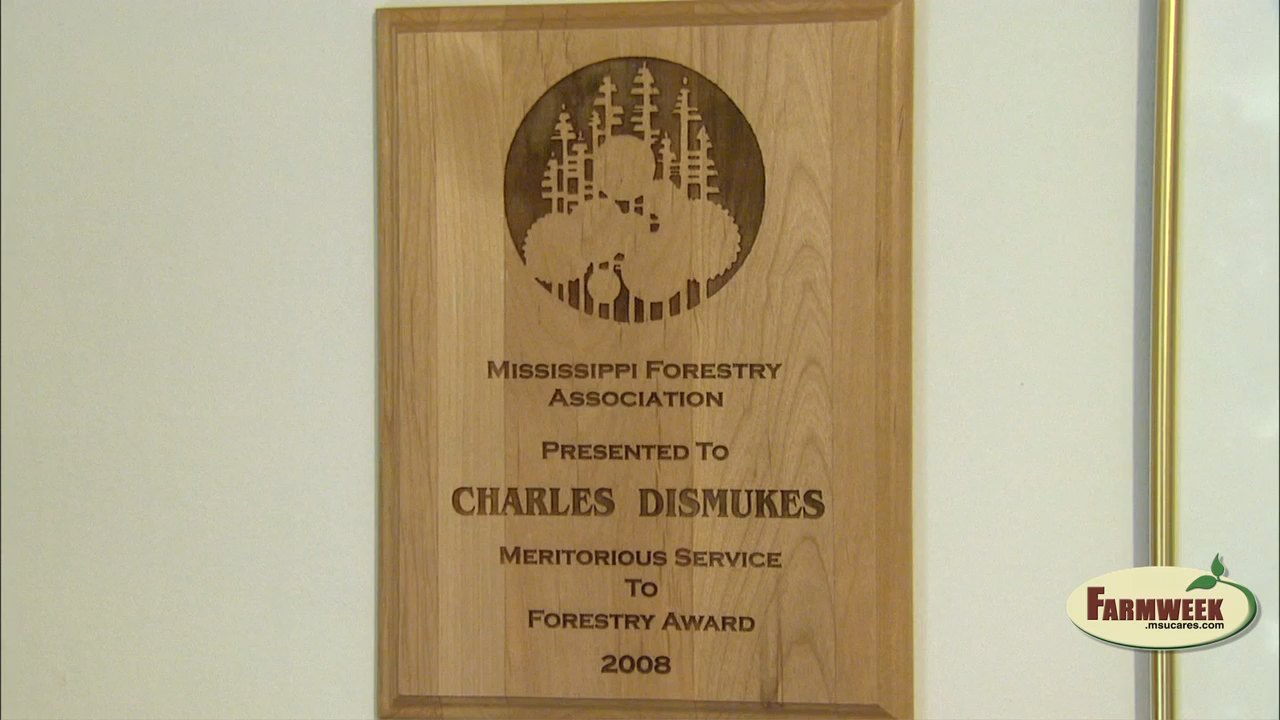 Mississippi Forestry
Association
Presented To
CHARLES DISMUKES
Meritorious Service
To
Forestry Award
2008
FARMWEEK
.msucares.com